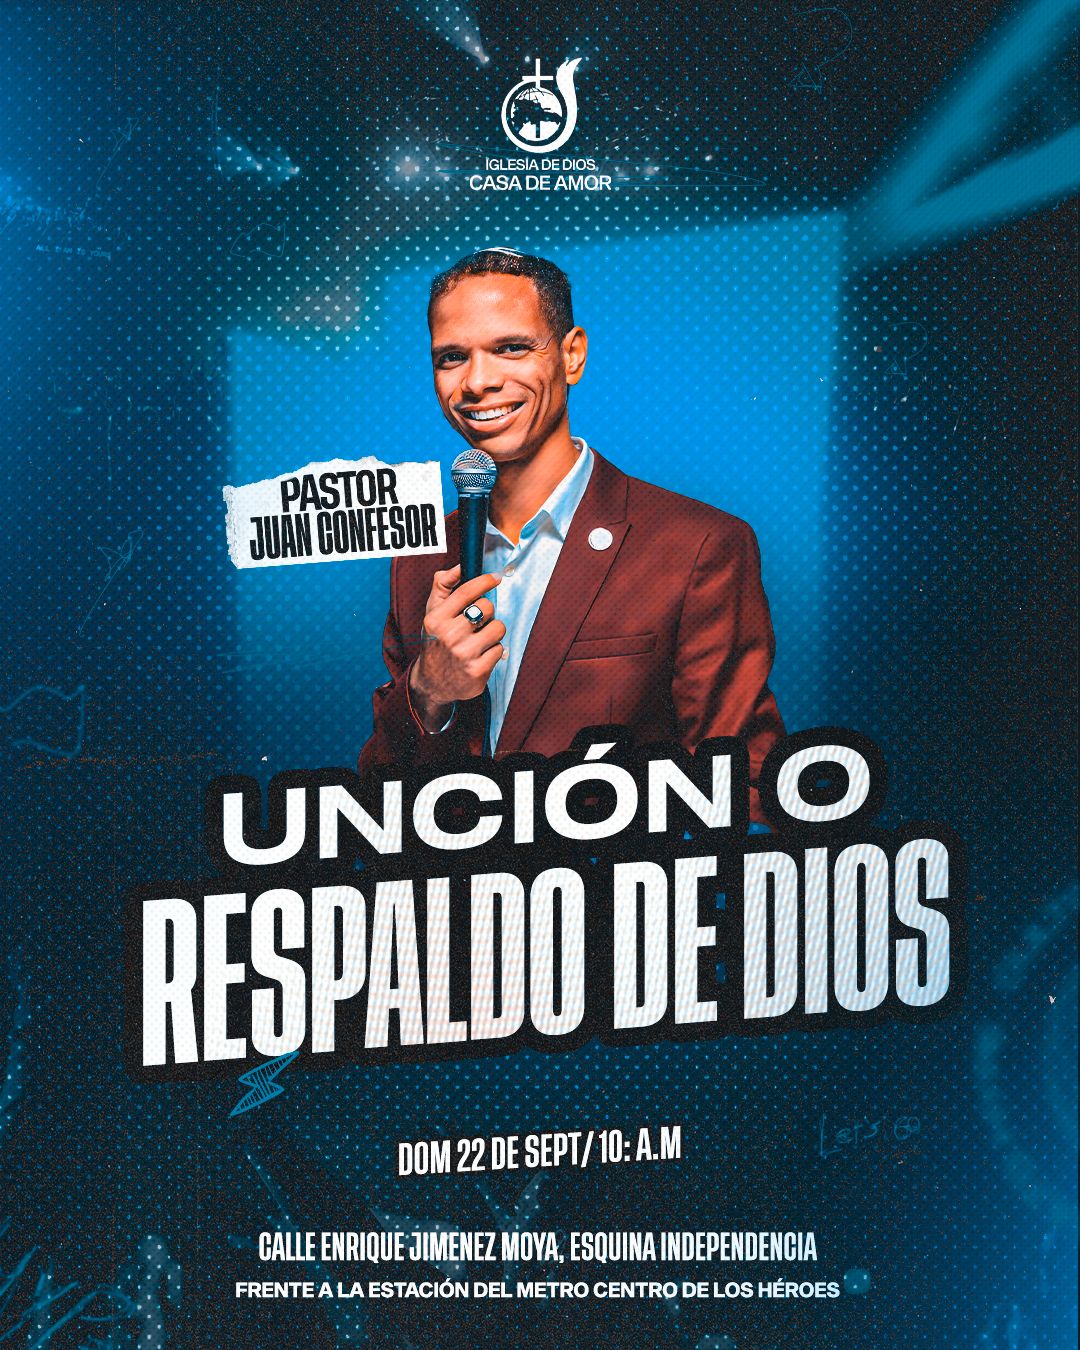 IGLESIA DE DIOS
CASA DE AMOR
PASTOR
JUAN CONFESOR
UNCIÓN O
RESPALDO DE DIOS
DOM 22 DE SEPT/ 10: A.M
CALLE ENRIQUE JIMENEZ MOYA, ESQUINA INDEPENDENCIA
FRENTE A LA ESTACIÓN DEL METRO CENTRO DE LOS HÉROES